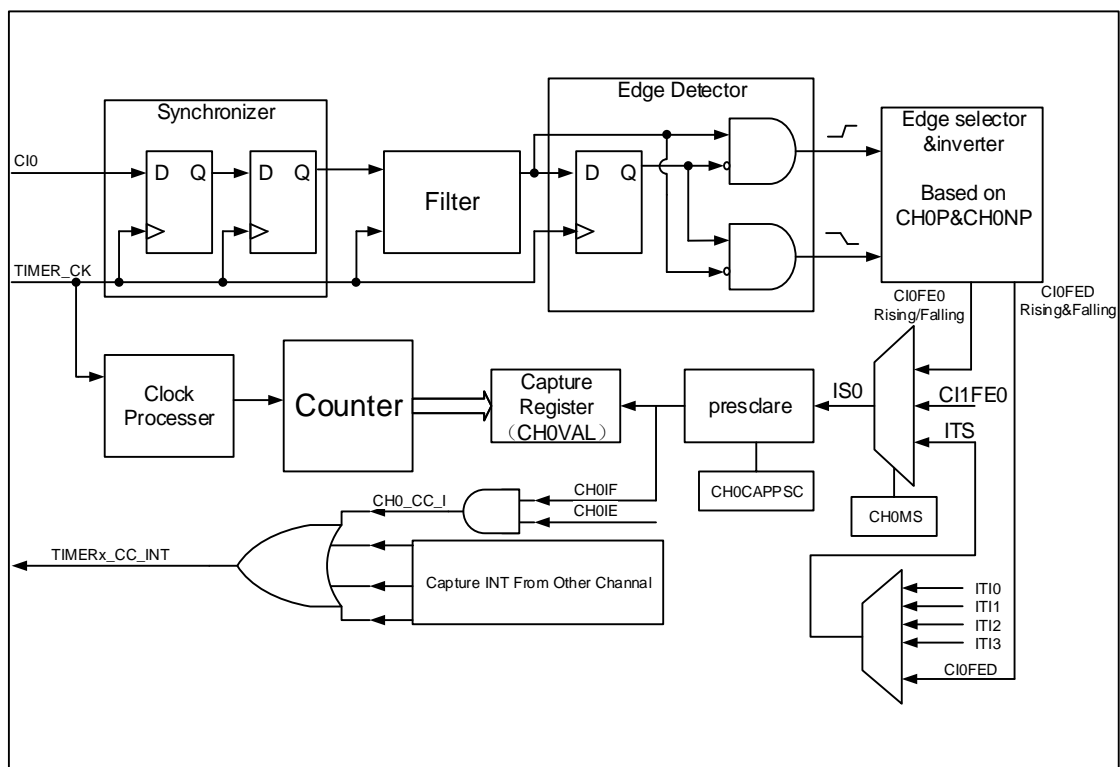 Synchronizer
Edge Detector
CI0
D Q
D Q
Filter
D Q
Edge selector
&inverter
Based on
CH0P&CH0NP
TIMER_CK
CI0FE0
Rising/Falling
CI0FED
Rising&Falling
Clock
Processer
Counter
Capture
Register
（CH0VAL）
presclare
IS0
CI1FE0
ITS
CH0CAPPSC
CH0MS
CH0_CC_I
CH0IF
CH0IE
TIMERx_CC_INT
Capture INT From Other Channal
ITI0
ITI1
ITI2
ITI3
CI0FED